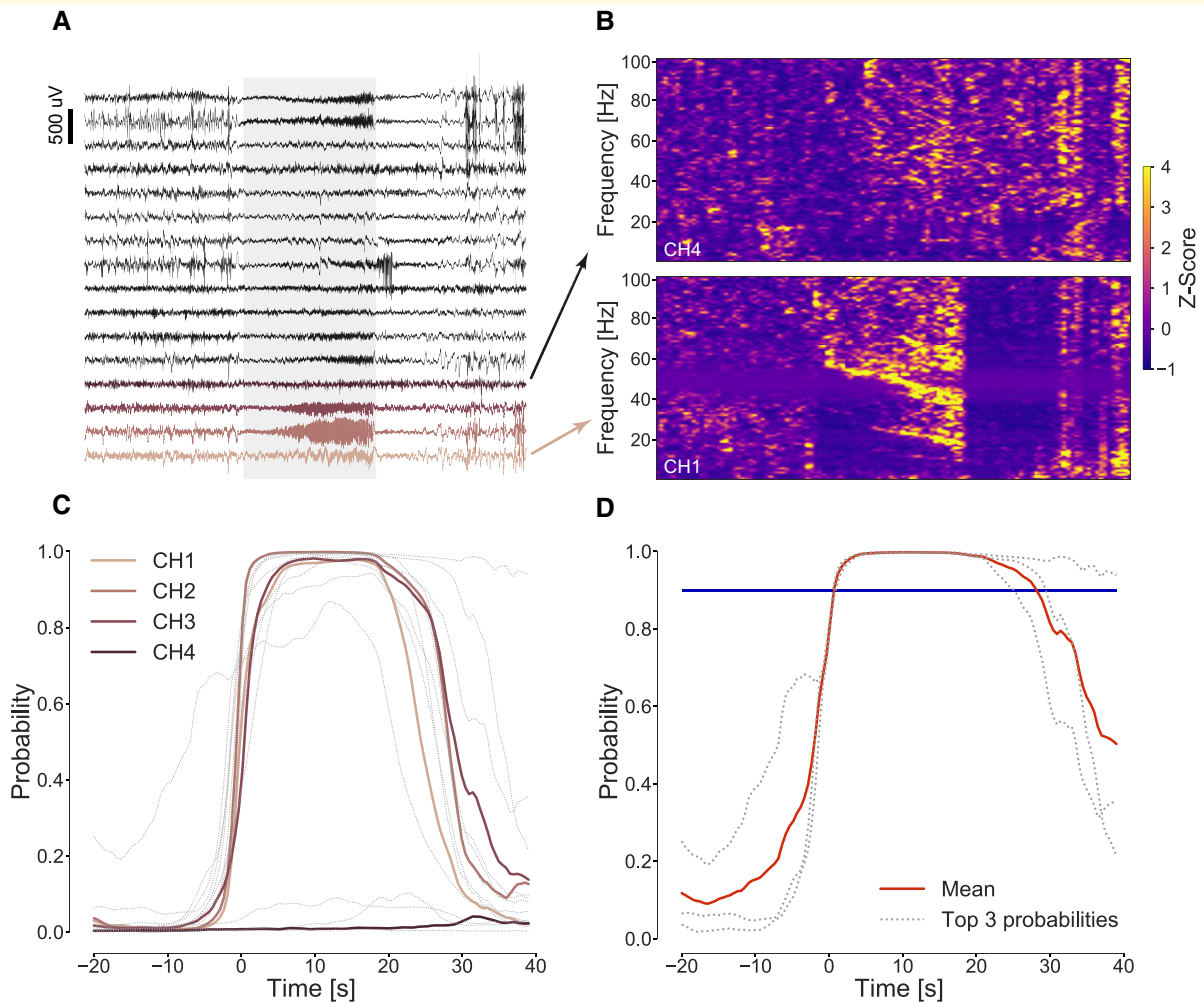 A
500 uV
B
Frequency [Hz]
100
80
60
40
20
CH4
Frequency [Hz]
100
80
60
40
20
CH1
4
3
2
1
0
−1
Z-Score
C
Probability
1.0
0.8
0.6
0.4
0.2
0.0
CH1
CH2
CH3
CH4
−20 −10 0 10 20 30 40
Time [s]
D
Probability
1.0
0.8
0.6
0.4
0.2
0.0
Mean
Top 3 probabilities
−20 −10 0 10 20 30 40
Time [s]